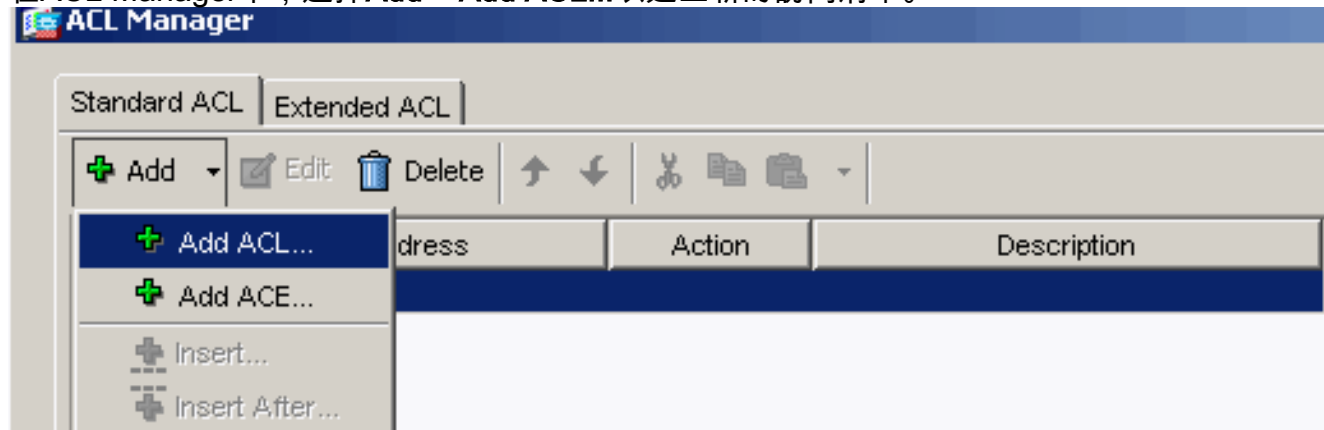 ACL Manager
Standard ACL Extended ACL
Add Edit Delete
dress Action Description
Add ACL...
Add ACE...
Insert...
Insert After...